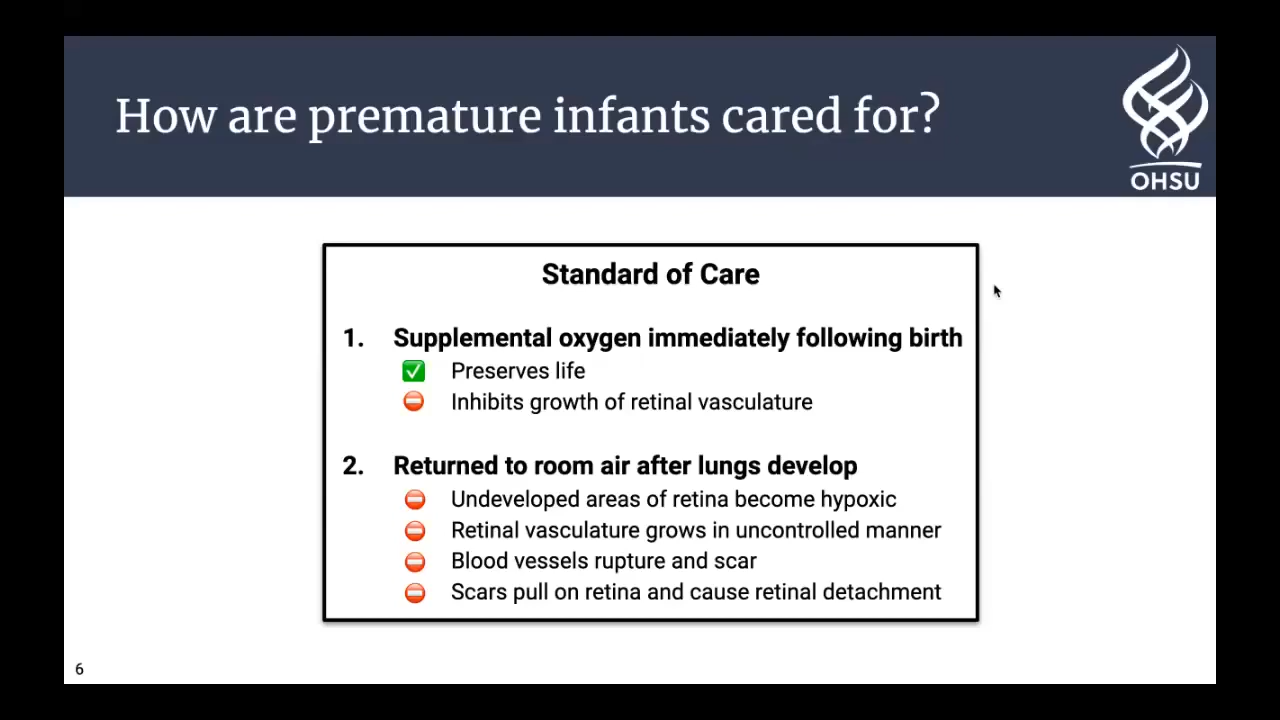 How are premature infants cared for?
OHSU
Standard of Care
1. Supplemental oxygen immediately following birth
Preserves life
Inhibits growth of retinal vasculature
2. Returned to room air after lungs develop
Undeveloped areas of retina become hypoxic
Retinal vasculature grows in uncontrolled manner
Blood vessels rupture and scar
Scars pull on retina and cause retinal detachment
6